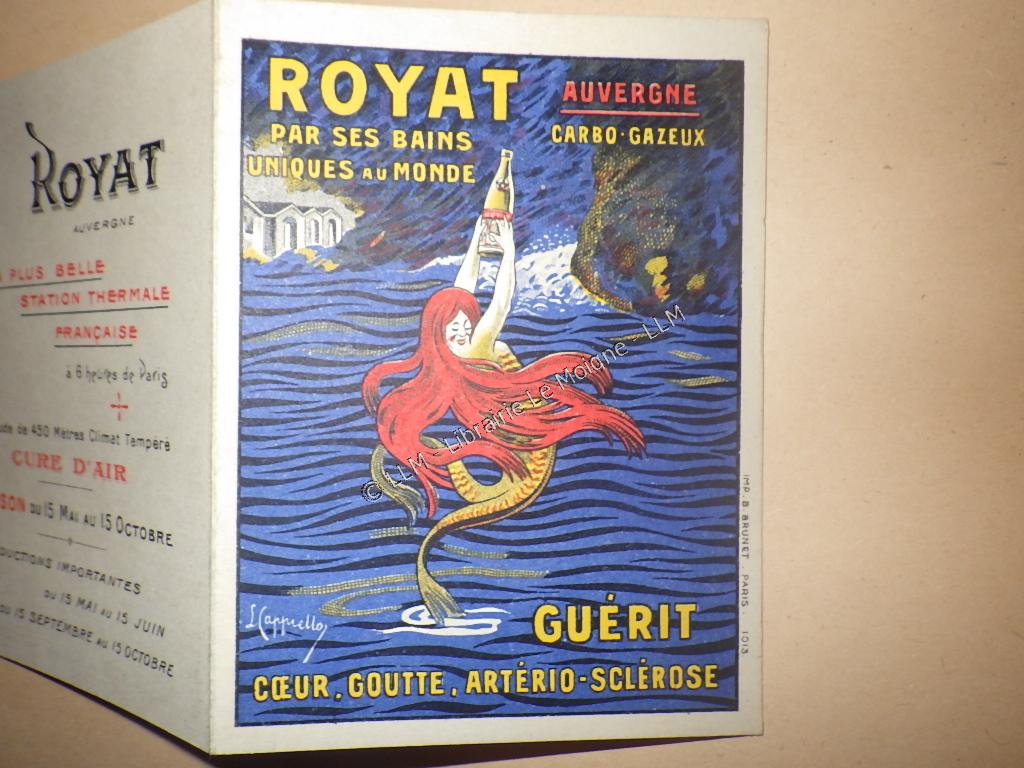 ROYAT
AUVERGNE
PLUS BELLE
STATION THERMALE
FRANÇAISE
à 6 heures de Paris
de 450 Mètres Climat Tempéré
CURE D'AIR
DU 15 MAI AU 15 OCTOBRE
IMPORTANTES
DU 15 MAI AU 15 JUIN
DU 15 SEPTEMBRE AU 15 OCTOBRE
ROYAT
AUVERGNE
PAR SES BAINS
CARBO-GAZEUX
UNIQUES AU MONDE
© LLM - Librairie Le Moigne - LLM
L Cappiello
GUÉRIT
CŒUR, GOUTTE, ARTÉRIO-SCLÉROSE
IMP. B. BRUNET. PARIS. 1013